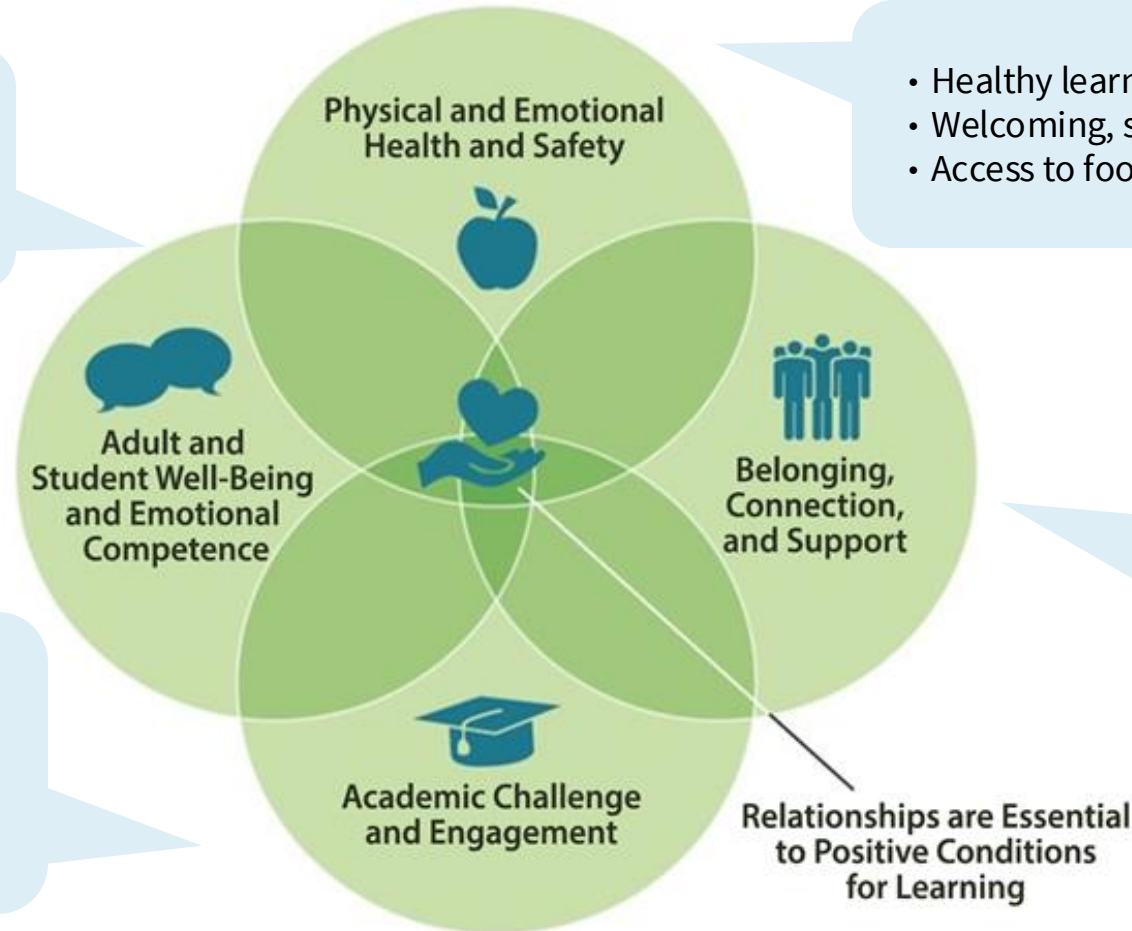 Physical and Emotional
Health and Safety
• Healthy learn
• Welcoming, s
• Access to foo
Adult and
Student Well-Being
and Emotional
Competence
Belonging,
Connection,
and Support
Academic Challenge
and Engagement
Relationships are Essential
to Positive Conditions
for Learning